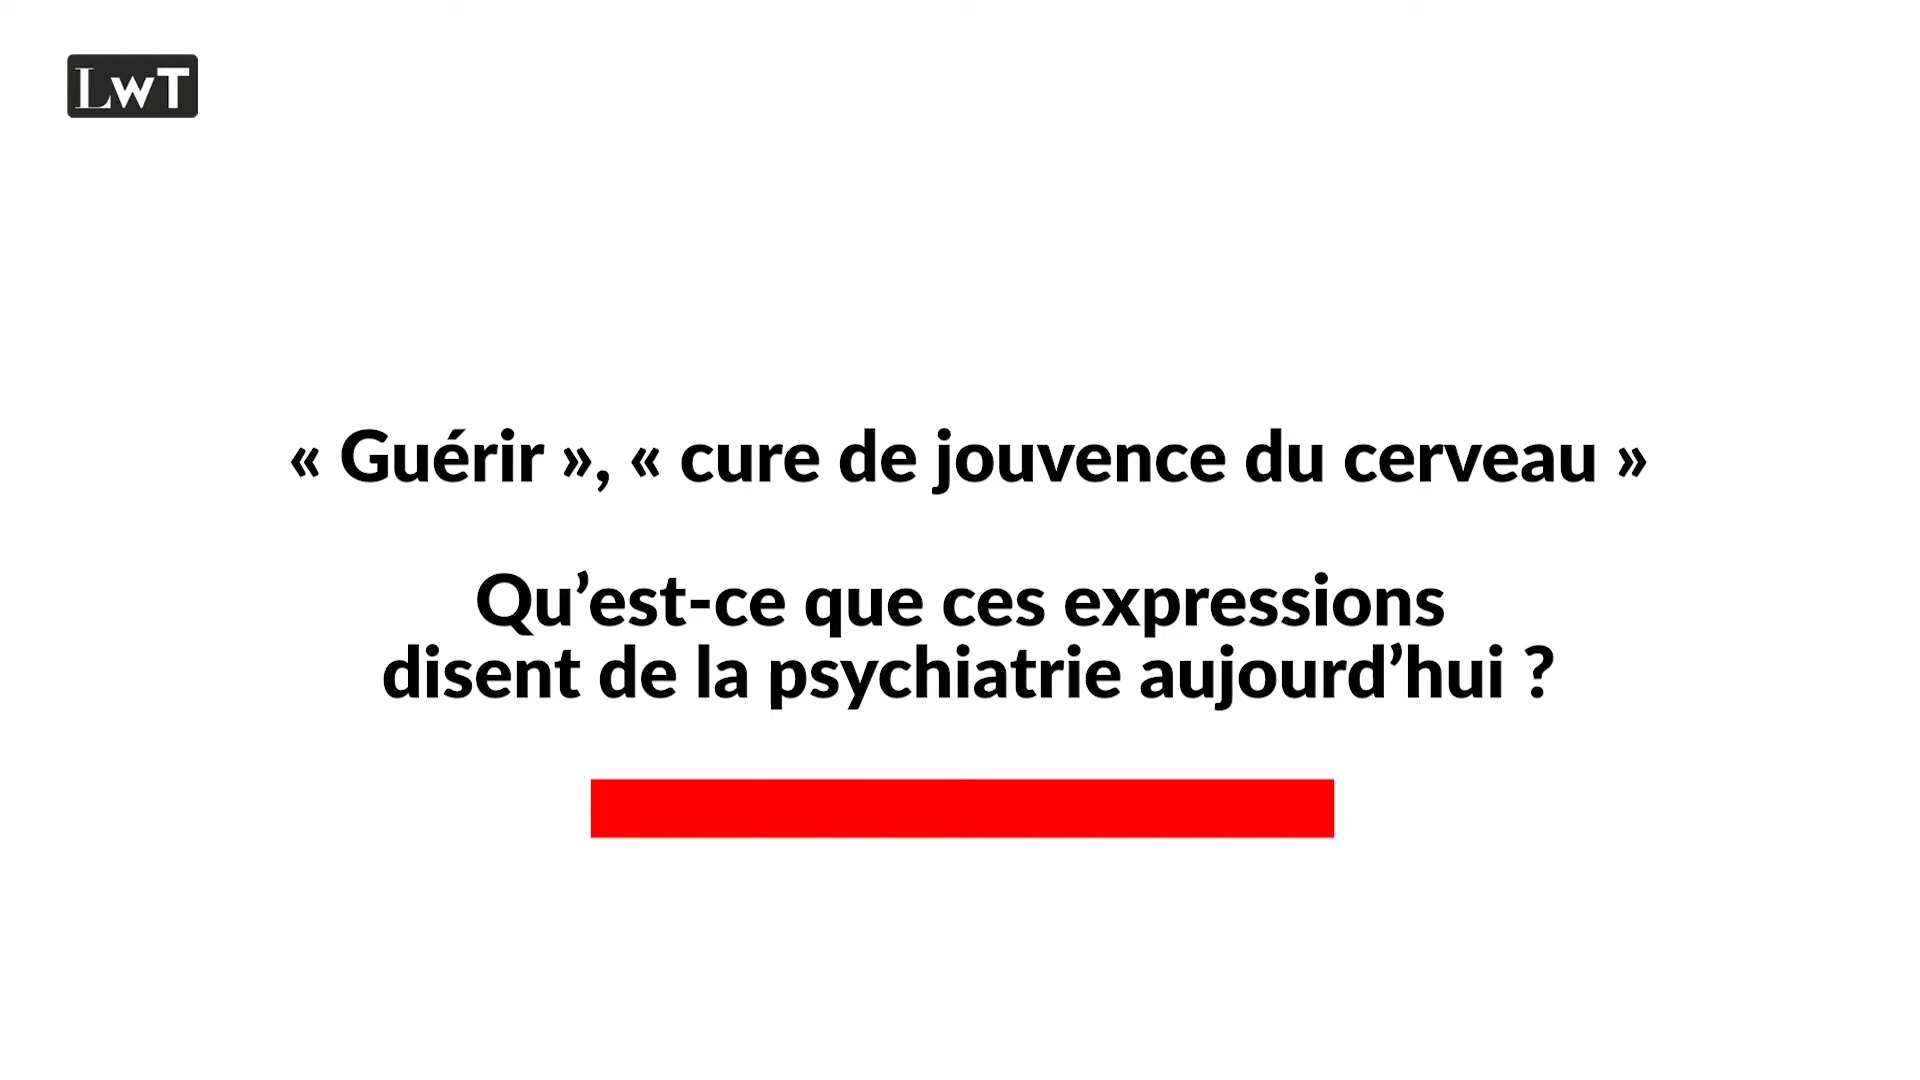 LwT
« Guérir », « cure de jouvence du cerveau »
Qu’est-ce que ces expressions
disent de la psychiatrie aujourd’hui ?